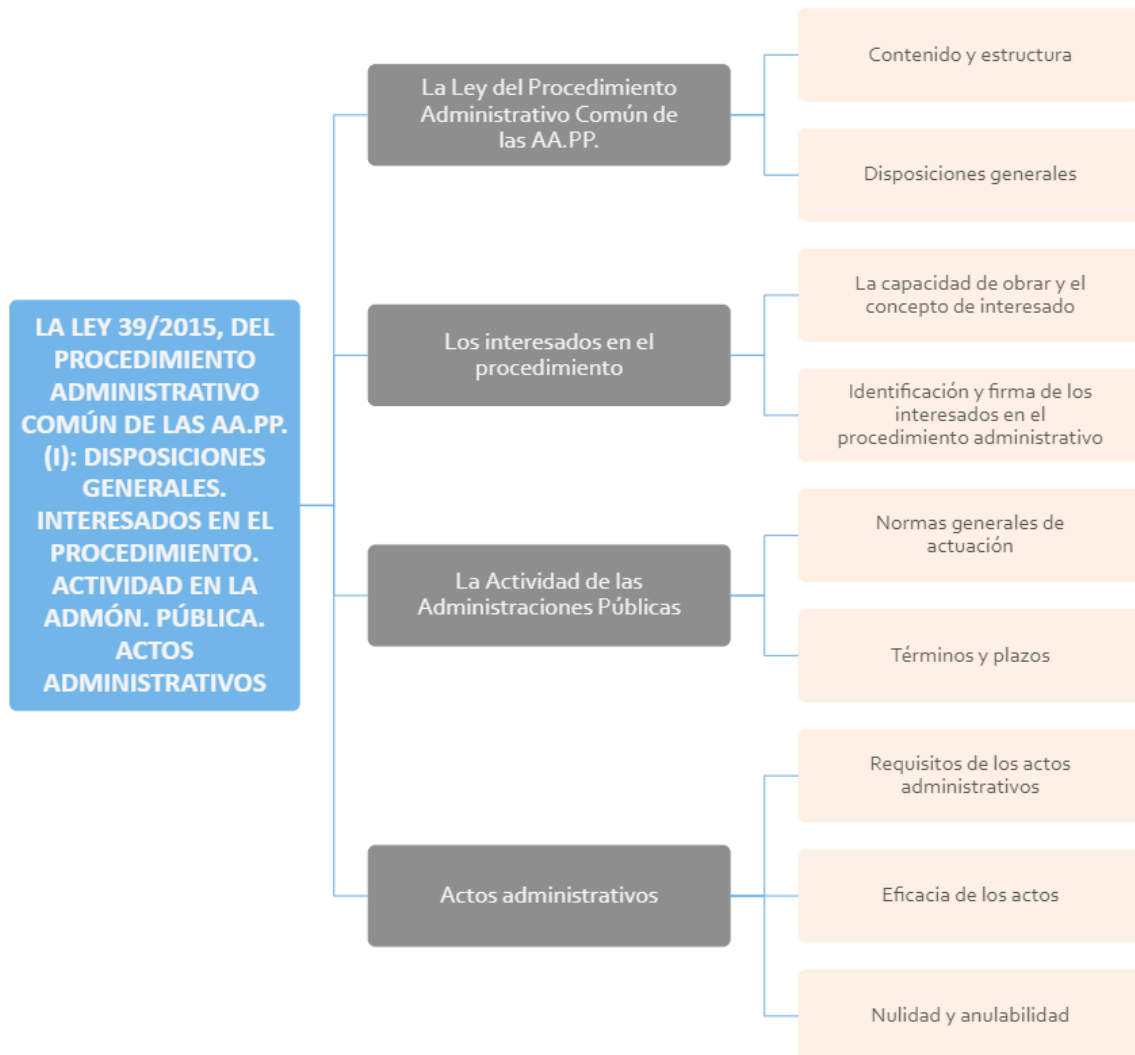 LA LEY 39/2015, DEL
PROCEDIMIENTO
ADMINISTRATIVO
COMÚN DE LAS AA.PP.
(I): DISPOSICIONES
GENERALES.
INTERESADOS EN EL
PROCEDIMIENTO.
ACTIVIDAD EN LA
ADMÓN. PÚBLICA.
ACTOS
ADMINISTRATIVOS
La Ley del Procedimiento
Administrativo Común de
las AA.PP.
Contenido y estructura
Disposiciones generales
Los interesados en el
procedimiento
La capacidad de obrar y el
concepto de interesado
Identificación y firma de los
interesados en el
procedimiento administrativo
La Actividad de las
Administraciones Públicas
Normas generales de
actuación
Términos y plazos
Actos administrativos
Requisitos de los actos
administrativos
Eficacia de los actos
Nulidad y anulabilidad